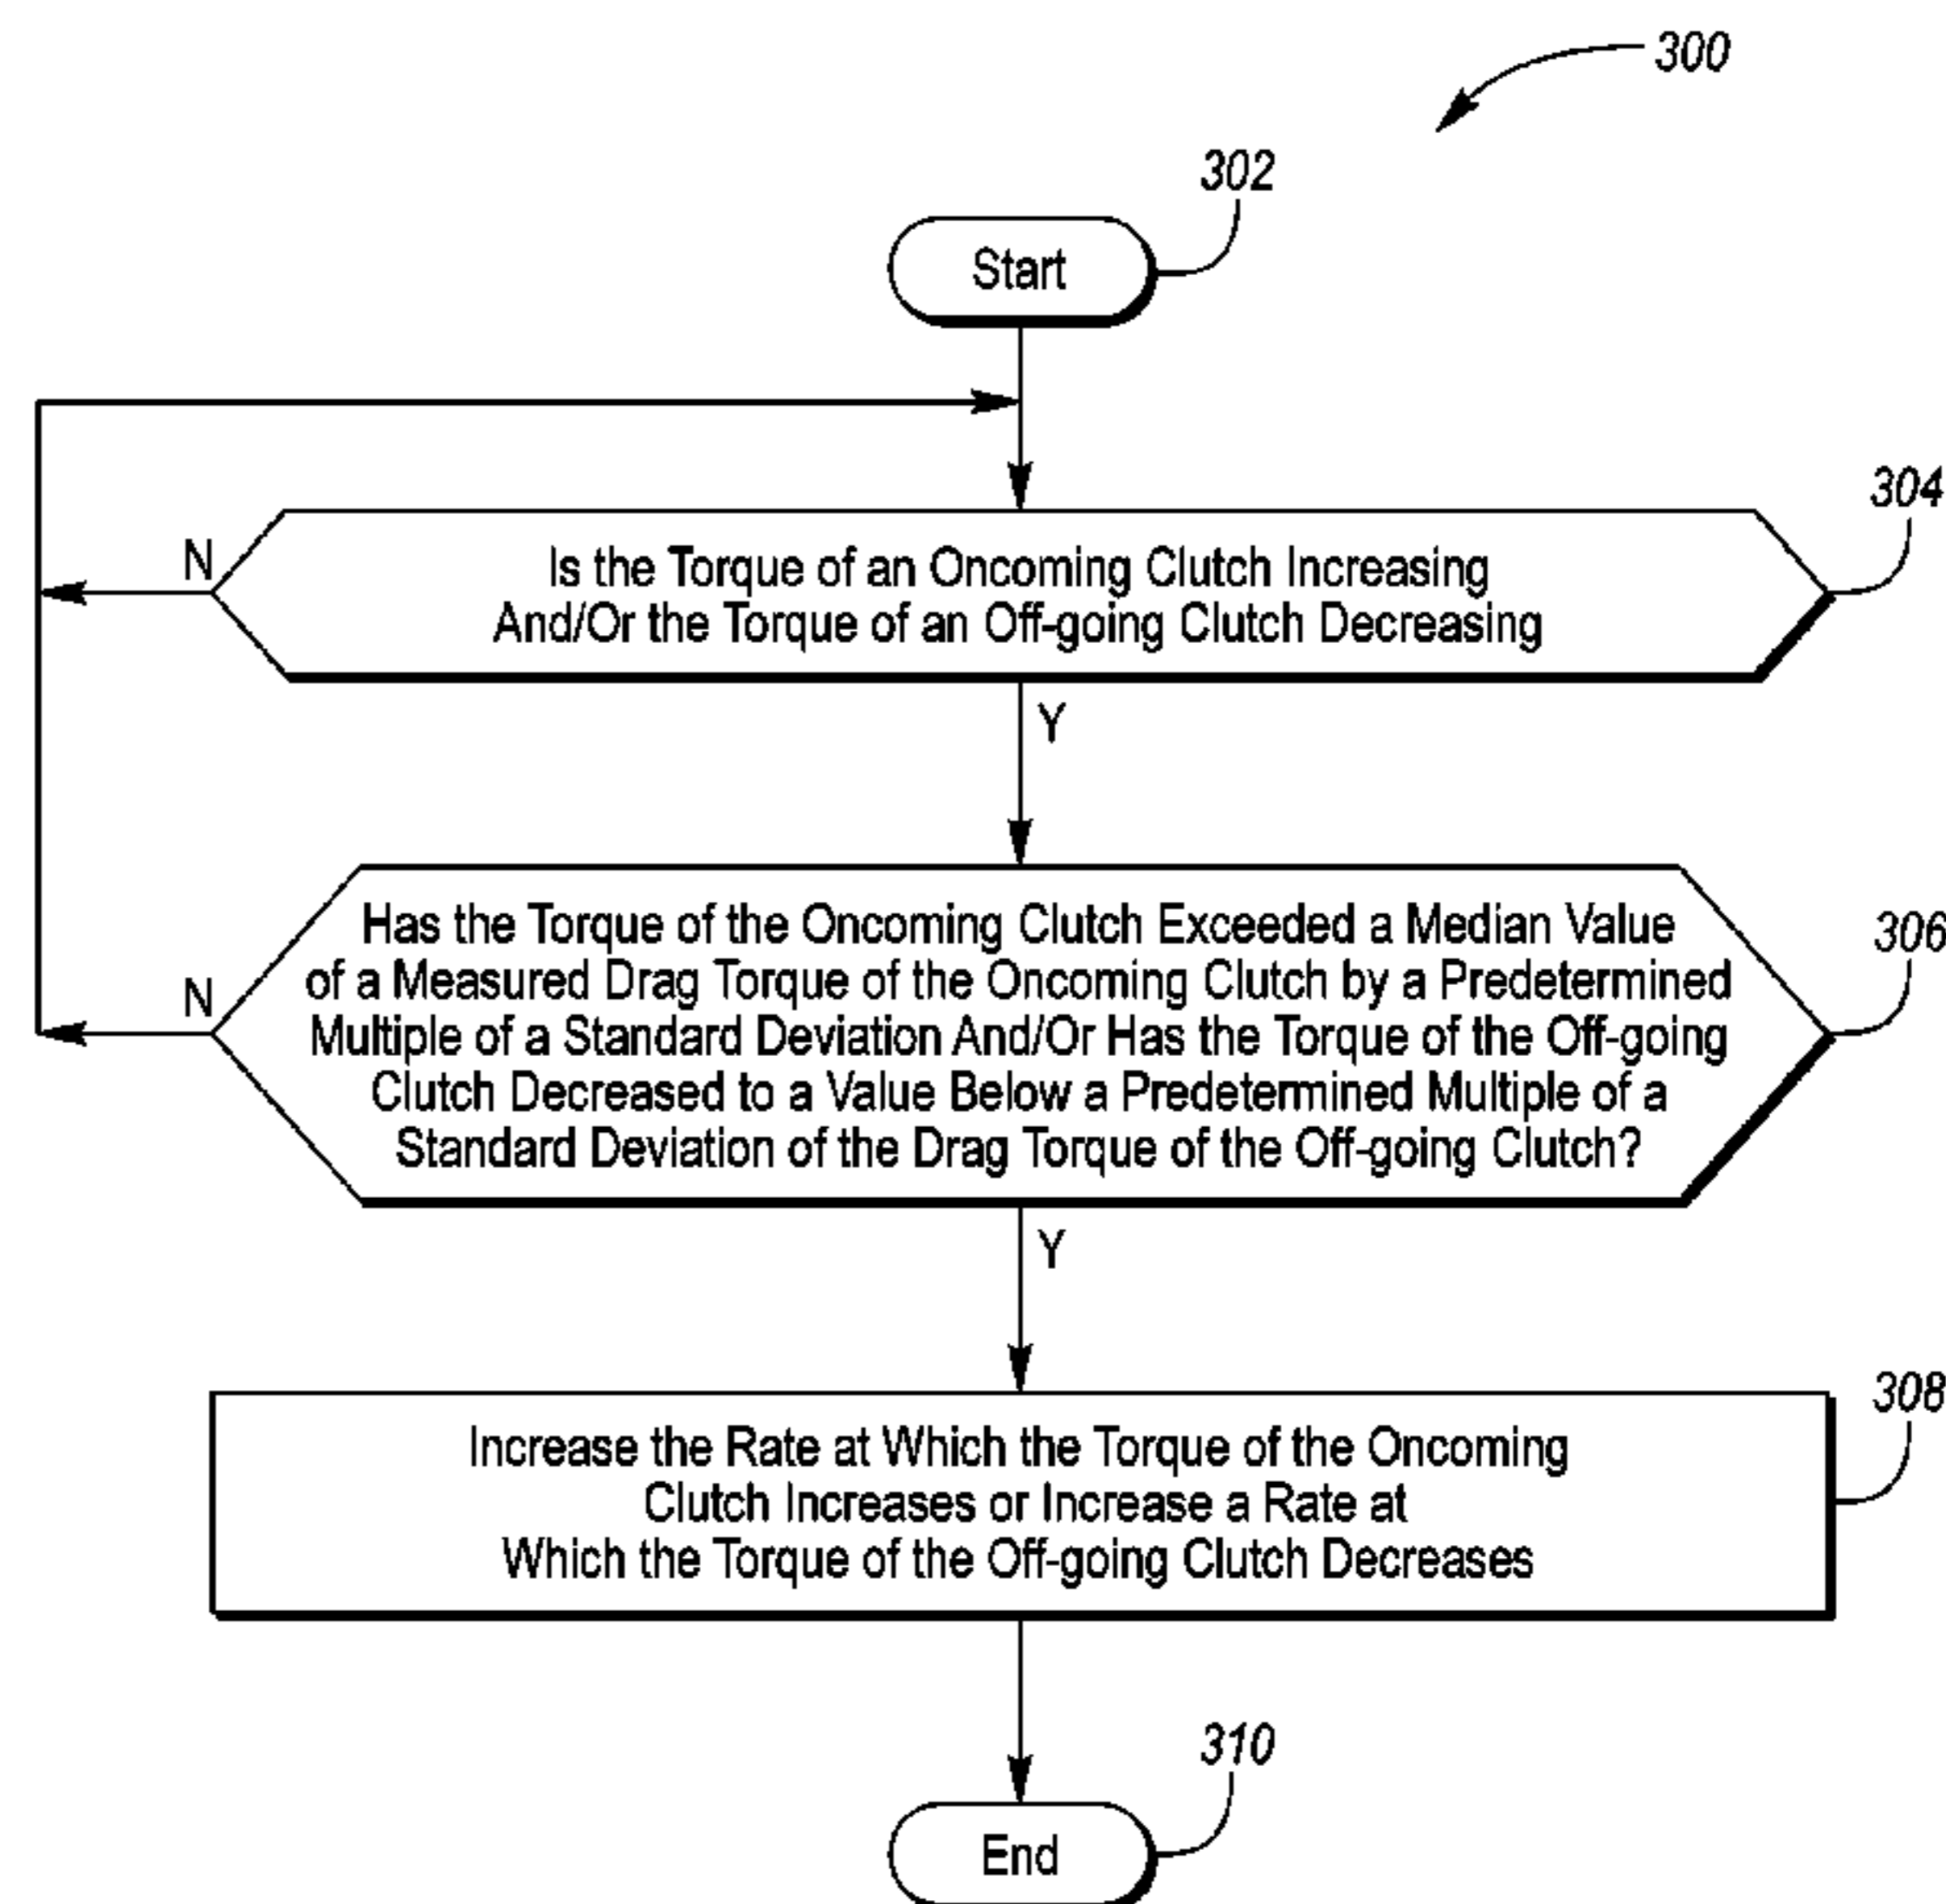 300
302
Start
304
N
Is the Torque of an Oncoming Clutch Increasing
And/Or the Torque of an Off-going Clutch Decreasing
Y
306
N
Has the Torque of the Oncoming Clutch Exceeded a Median Value
of a Measured Drag Torque of the Oncoming Clutch by a Predetermined
Multiple of a Standard Deviation And/Or Has the Torque of the Off-going
Clutch Decreased to a Value Below a Predetermined Multiple of a
Standard Deviation of the Drag Torque of the Off-going Clutch?
Y
308
Increase the Rate at Which the Torque of the Oncoming
Clutch Increases or Increase a Rate at
Which the Torque of the Off-going Clutch Decreases
310
End